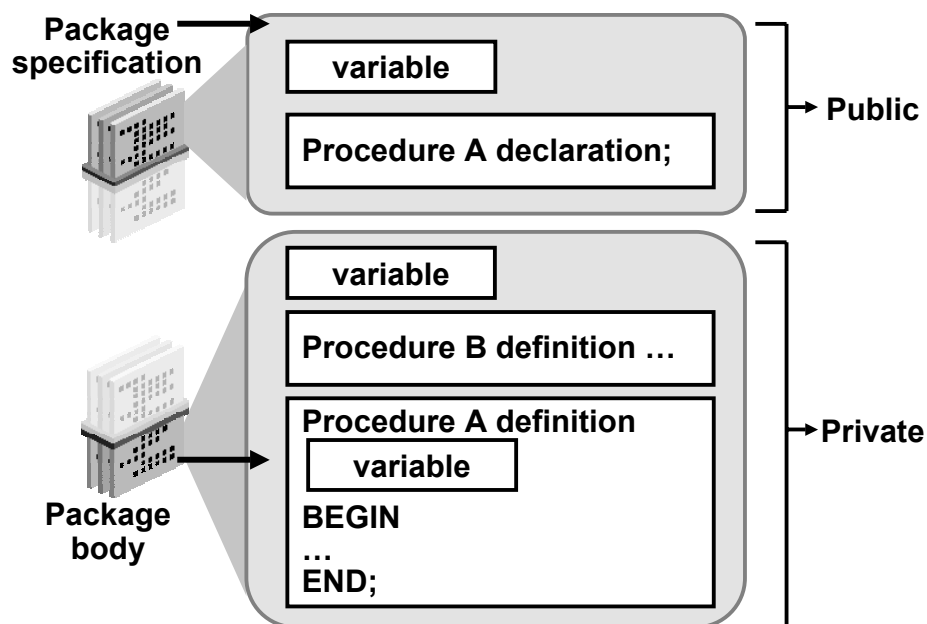 Package
specification
variable
Procedure A declaration;
Public
variable
Procedure B definition …
Procedure A definition
variable
BEGIN
…
END;
Private
Package
body